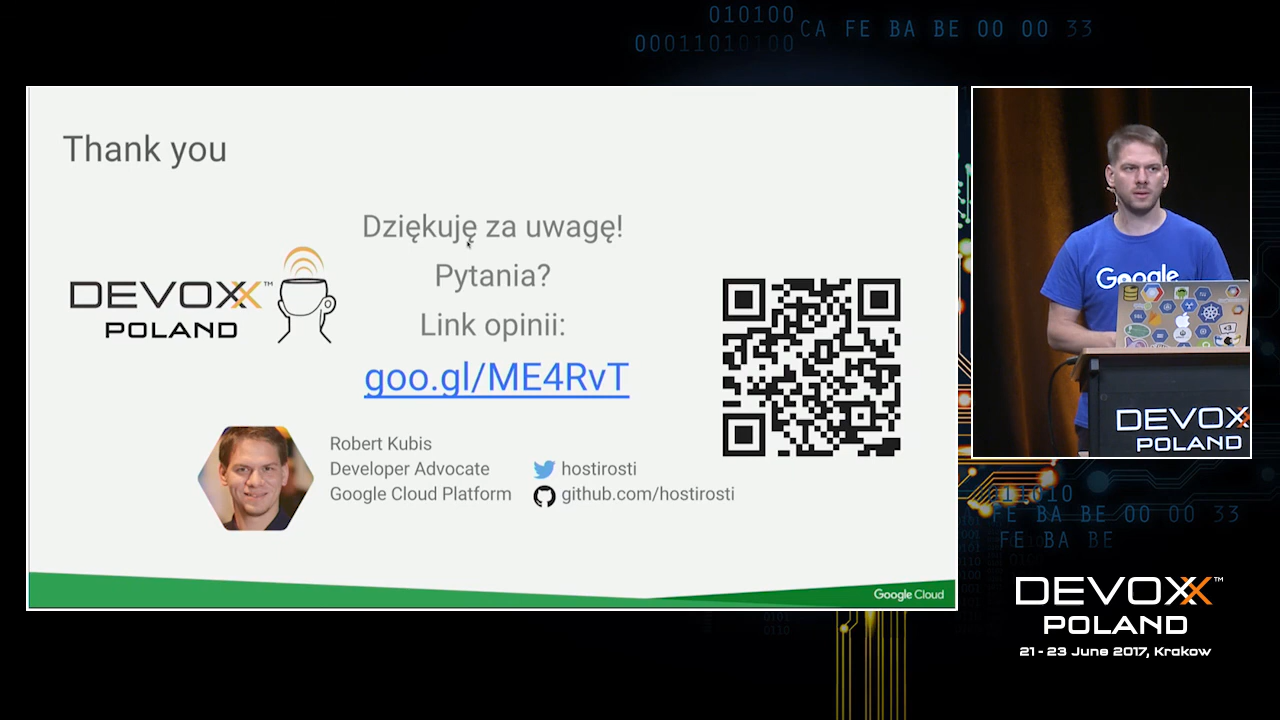 010100
00011010100
CA FE BA BE 00 00 33
Thank you
Dziękuję za uwagę!
Pytania?
Link opinii:
goo.gl/ME4RvT
DEVOXX™
POLAND
Robert Kubis
Developer Advocate
Google Cloud Platform
hostirosti
github.com/hostirosti
Google Cloud
Google
DEVOXX
POLAND
FE BA BE 00 00 33
FE BA BE
DEVOXX™
POLAND
21 - 23 June 2017, Krakow